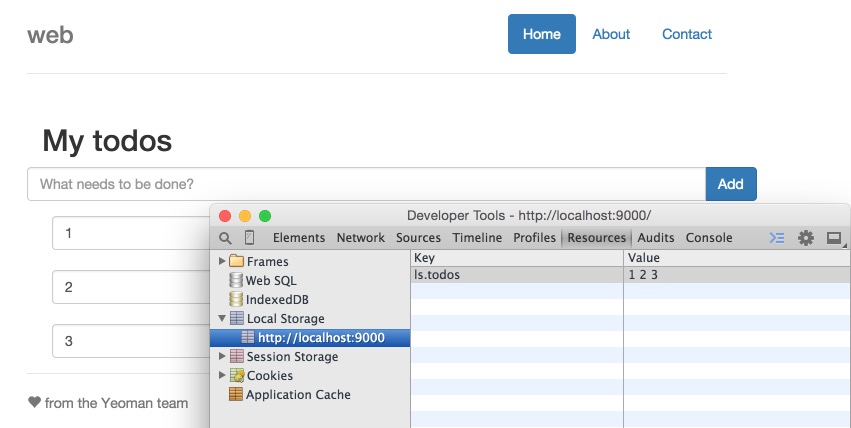 web
Home About Contact
My todos
What needs to be done? Add
1
2
3
♥ from the Yeoman team
Developer Tools - http://localhost:9000/
Elements Network Sources Timeline Profiles Resources Audits Console
Frames
Web SQL
IndexedDB
Local Storage
http://localhost:9000
Session Storage
Cookies
Application Cache
Key Value
ls.todos 1 2 3